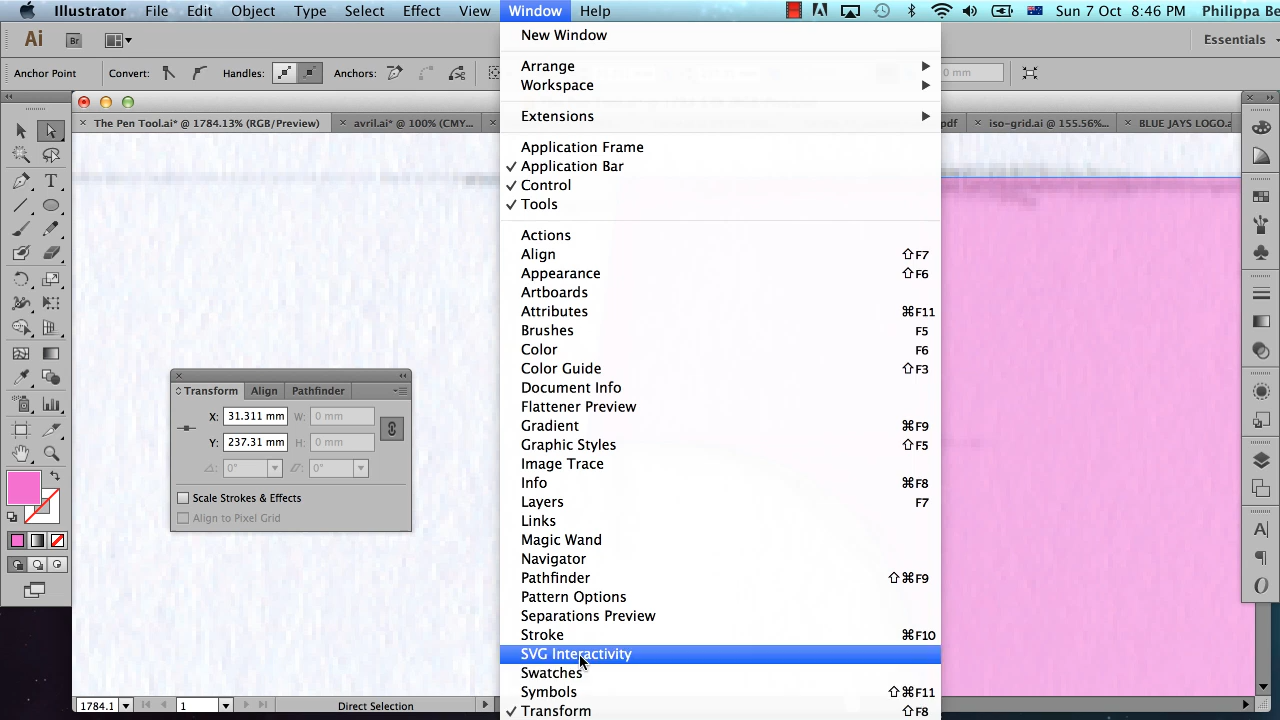 Illustrator File Edit Object Type Select Effect View Window Help Sun 7 Oct 8:46 PM Philippa Be
Ai Br Essentials
Anchor Point Convert: Handles: Anchors: 0 mm
The Pen Tool.ai* @ 1784.13% (RGB/Preview) avril.ai* @ 100% (CMY... pdf iso-grid.ai @ 155.56%... BLUE JAYS LOGO.a
New Window
Arrange
Workspace
Extensions
Application Frame
✓ Application Bar
✓ Control
✓ Tools
Actions
Align ⇧F7
Appearance ⇧F6
Artboards
Attributes ⌘F11
Brushes F5
Color F6
Color Guide ⇧F3
Document Info
Flattener Preview
Gradient ⌘F9
Graphic Styles ⇧F5
Image Trace
Info ⌘F8
Layers F7
Links
Magic Wand
Navigator
Pathfinder ⇧⌘F9
Pattern Options
Separations Preview
Stroke ⌘F10
SVG Interactivity
Swatches
Symbols ⇧⌘F11
✓ Transform ⇧F8
Transform Align Pathfinder
X: 31.311 mm W: 0 mm
Y: 237.31 mm H: 0 mm
0° 0°
Scale Strokes & Effects
Align to Pixel Grid
1784.1 1 Direct Selection